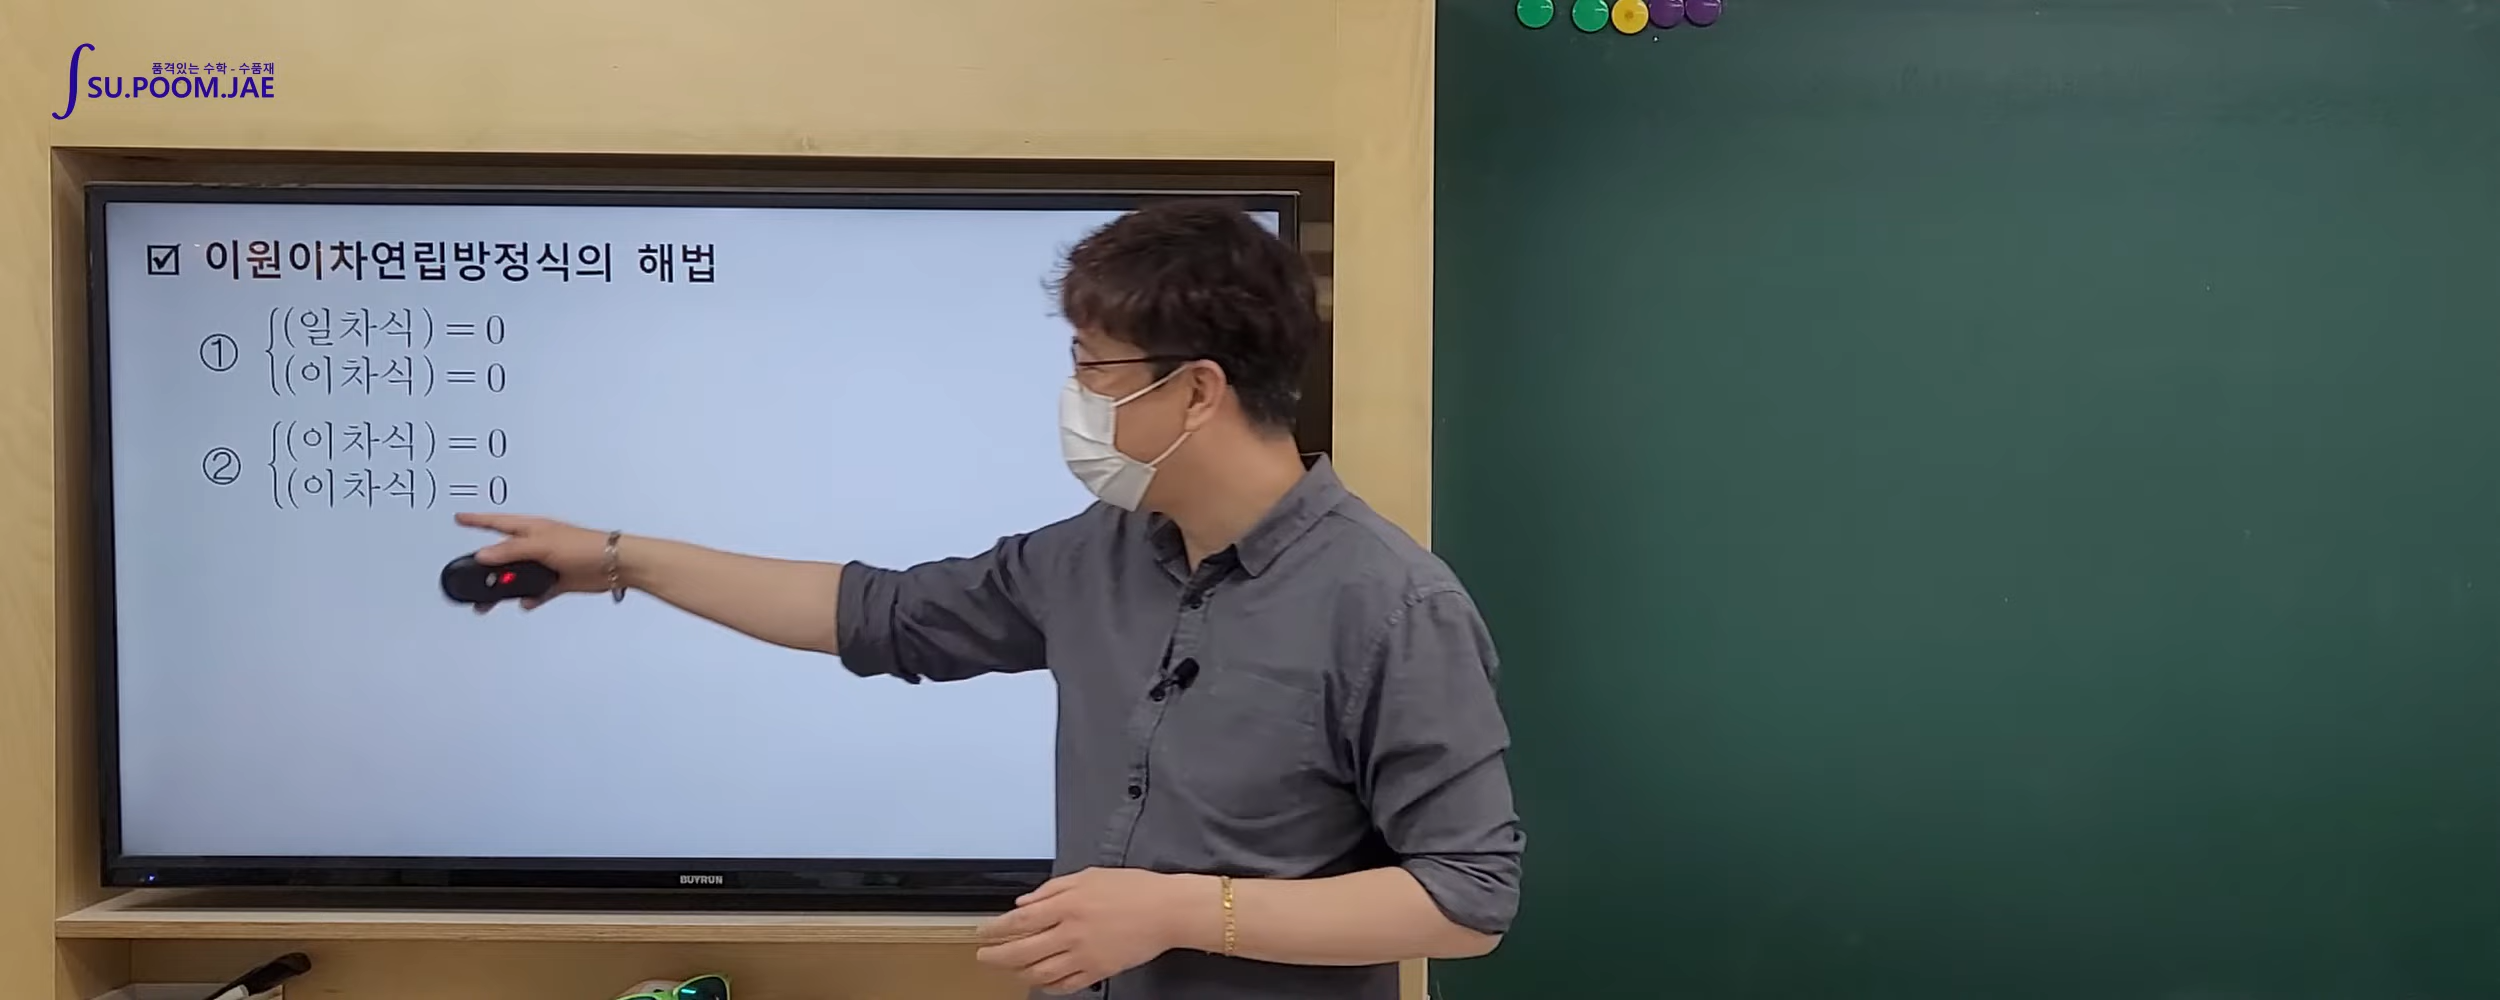 품격있는 수학 - 수품재
SU.POOM.JAE
☑ 이원이차연립방정식의 해법
① {(일차식) = 0
(이차식) = 0
② {(이차식) = 0
(이차식) = 0
BUYRUN